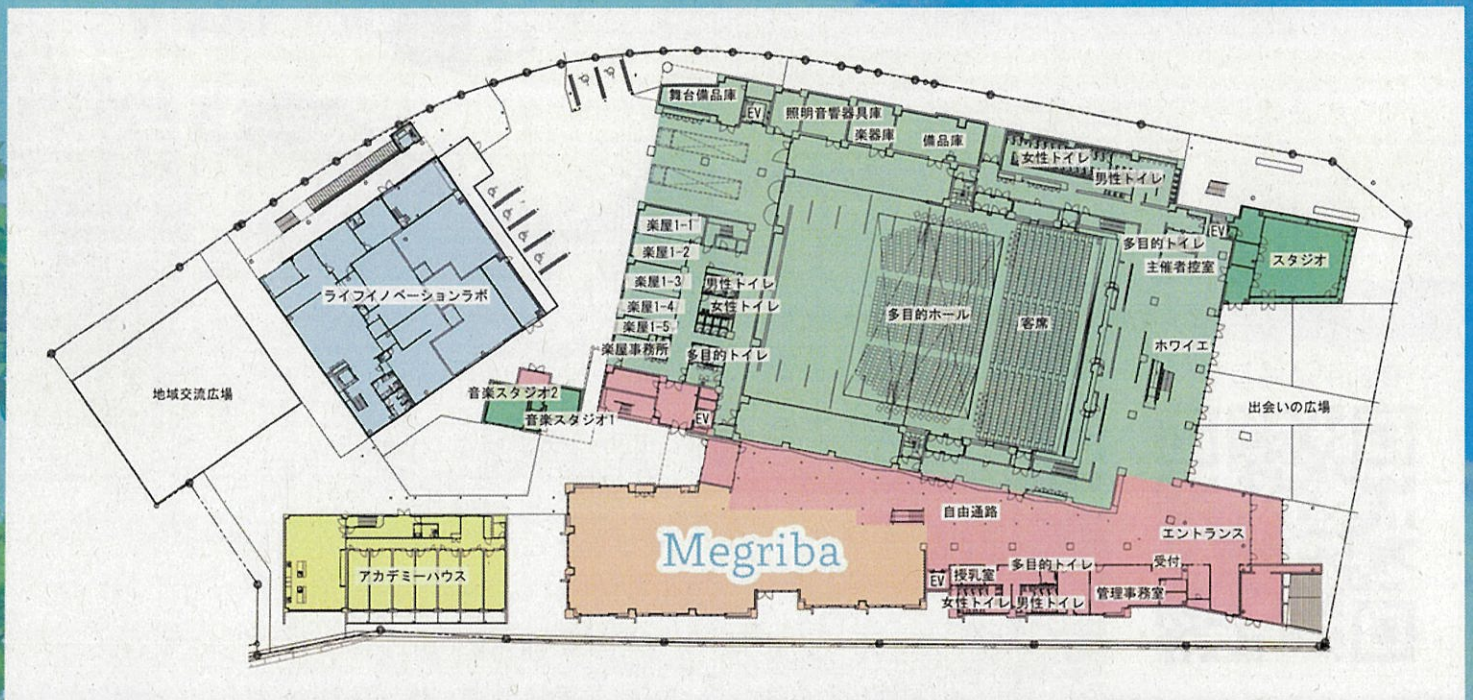 舞台備品庫
EV
照明音響器具庫
楽器庫
備品庫
女性トイレ
男性トイレ
楽屋1-1
楽屋1-2
楽屋1-3
楽屋1-4
楽屋1-5
楽屋事務所
男性トイレ
女性トイレ
多目的トイレ
EV
多目的ホール
客席
多目的トイレ
主催者控室
EV
スタジオ
ホワイエ
出会いの広場
ライフイノベーションラボ
地域交流広場
音楽スタジオ2
音楽スタジオ1
アカデミーハウス
Megriba
自由通路
エントランス
EV
授乳室
多目的トイレ
受付
女性トイレ
男性トイレ
管理事務室